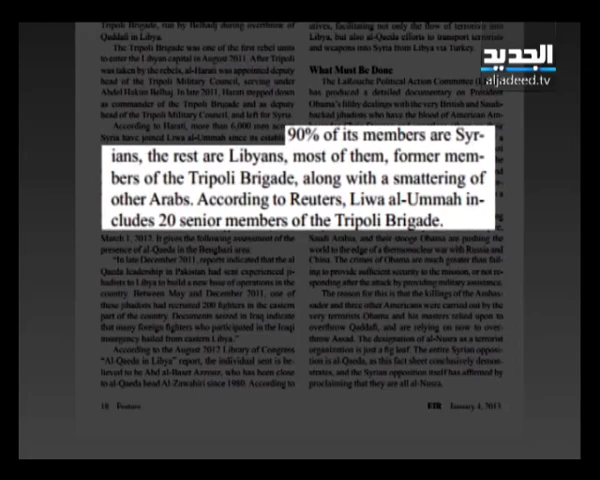 Tripoli Brigade, run by Belhadj during overthrow of
Qaddafi in Libya.
The Tripoli Brigade was one of the first rebel units
to enter the Libyan capital in August 2011. After Tripoli
was taken by the rebels, al-Harati was appointed deputy
head of the Tripoli Military Council, serving under
Abdel Hakim Belhaj. In late 2011, Harati stepped down
as commander of the Tripoli Brigade and as deputy
head of the Tripoli Military Council, and left for Syria.
According to Harati, more than 6,000 men
Syria have joined Liwa al-Ummah since its
90% of its members are Syr-
ians, the rest are Libyans, most of them, former mem-
bers of the Tripoli Brigade, along with a smattering of
other Arabs. According to Reuters, Liwa al-Ummah in-
cludes 20 senior members of the Tripoli Brigade.
March 1, 2012. It gives the following assessment of the
presence of al-Qaeda in the Benghazi area:
"In late December 2011, reports indicated that the al
Qaeda leadership in Pakistan had sent experienced ji-
hadists to Libya to build a new base of operations in the
country. Between May and December 2011, one of
these jihadists had recruited 200 fighters in the eastern
part of the country. Documents seized in Iraq indicate
that many foreign fighters who participated in the Iraqi
insurgency hailed from eastern Libya."
According to the August 2012 Library of Congress
"Al-Qaeda in Libya" report, the individual sent is be-
lieved to be Abd al-Baset Azzouz, who has been close
to al-Qaeda head Al-Zawahiri since 1980. According to
18 Feature
atives, facilitating not only the flow of terrorists into
Libya, but also al-Qaeda efforts to transport terrorists
and weapons into Syria from Libya via Turkey.
What Must Be Done
The LaRouche Political Action Committee
has produced a detailed documentary on President
Obama's filthy dealings with the very British and Saudi-
backed jihadists who have the blood of American Am-
Saudi Arabia, and their stooge Obama are pushing the
world to the edge of a thermonuclear war with Russia and
China. The crimes of Obama are much greater than fail-
ing to provide sufficient security to the mission, or not re-
sponding after the attack by providing military assistance.
The reason for this is that the killings of the Ambas-
sador and three other Americans were carried out by the
very terrorists Obama and his masters relied upon to
overthrow Qaddafi, and are relying on now to over-
throw Assad. The designation of al-Nusra as a terrorist
organization is just a fig leaf. The entire Syrian opposi-
tion is al-Qaeda, as this fact sheet conclusively demon-
strates, and the Syrian opposition itself has affirmed by
proclaiming that they are all al-Nusra.
EIR January 4, 2013
الجديد
aljadeed.tv